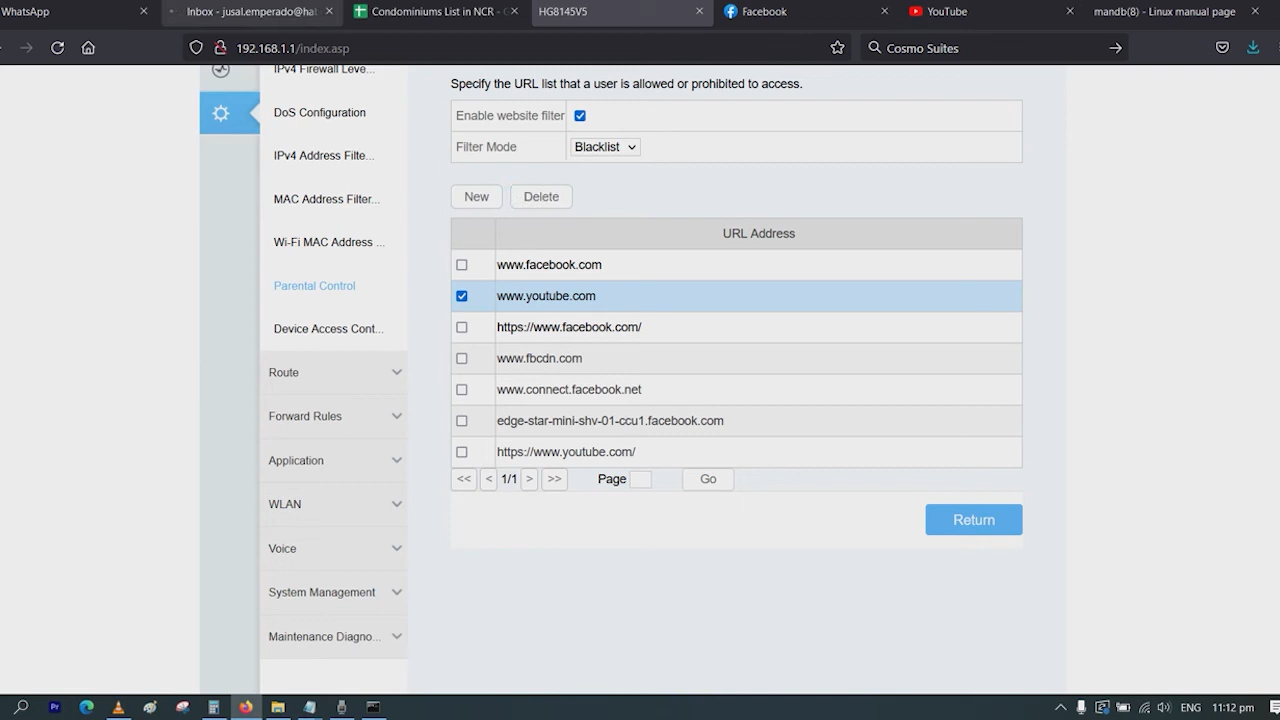 WhatsApp
Inbox - jusal.emperado@hat
Condominiums List in NCR - C
HG8145V5
Facebook
YouTube
mandb(8) - Linux manual page
192.168.1.1/index.asp
Cosmo Suites
IPv4 Firewall Leve...
DoS Configuration
IPv4 Address Filte...
MAC Address Filter...
Wi-Fi MAC Address ...
Parental Control
Device Access Cont...
Route
Forward Rules
Application
WLAN
Voice
System Management
Maintenance Diagno...
Specify the URL list that a user is allowed or prohibited to access.
Enable website filter
Filter Mode
Blacklist
New
Delete
URL Address
www.facebook.com
www.youtube.com
https://www.facebook.com/
www.fbcdn.com
www.connect.facebook.net
edge-star-mini-shv-01-ccu1.facebook.com
https://www.youtube.com/
<< < 1/1 > >> Page Go
Return
Pr
ENG
11:12 pm